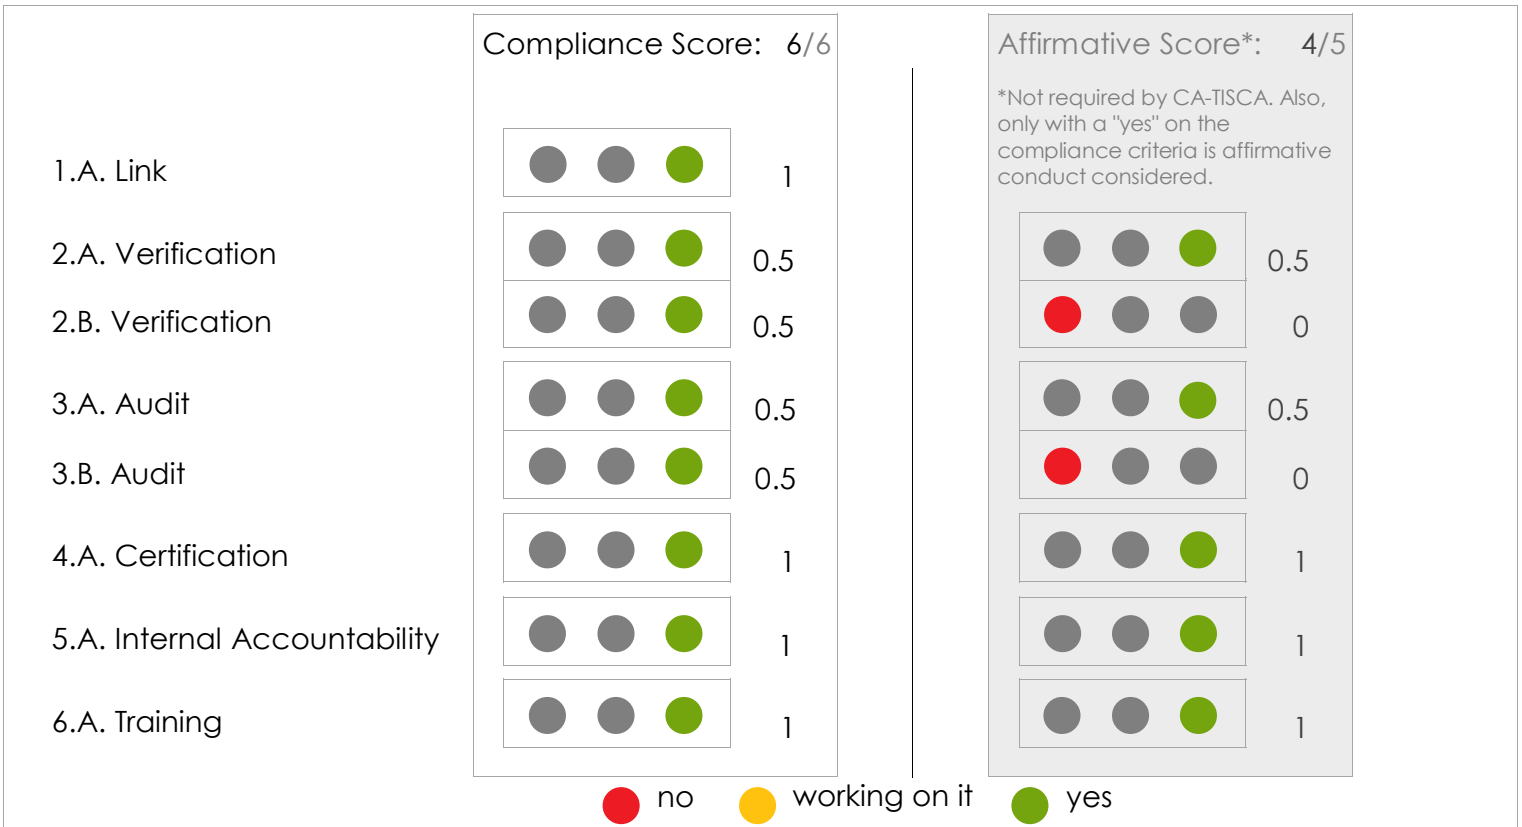 Compliance Score: 6/6
Affirmative Score*: 4/5
*Not required by CA-TISCA. Also,
only with a "yes" on the
compliance criteria is affirmative
conduct considered.
1.A. Link 1
2.A. Verification 0.5 0.5
2.B. Verification 0.5 0
3.A. Audit 0.5 0.5
3.B. Audit 0.5 0
4.A. Certification 1 1
5.A. Internal Accountability 1 1
6.A. Training 1 1
no working on it yes